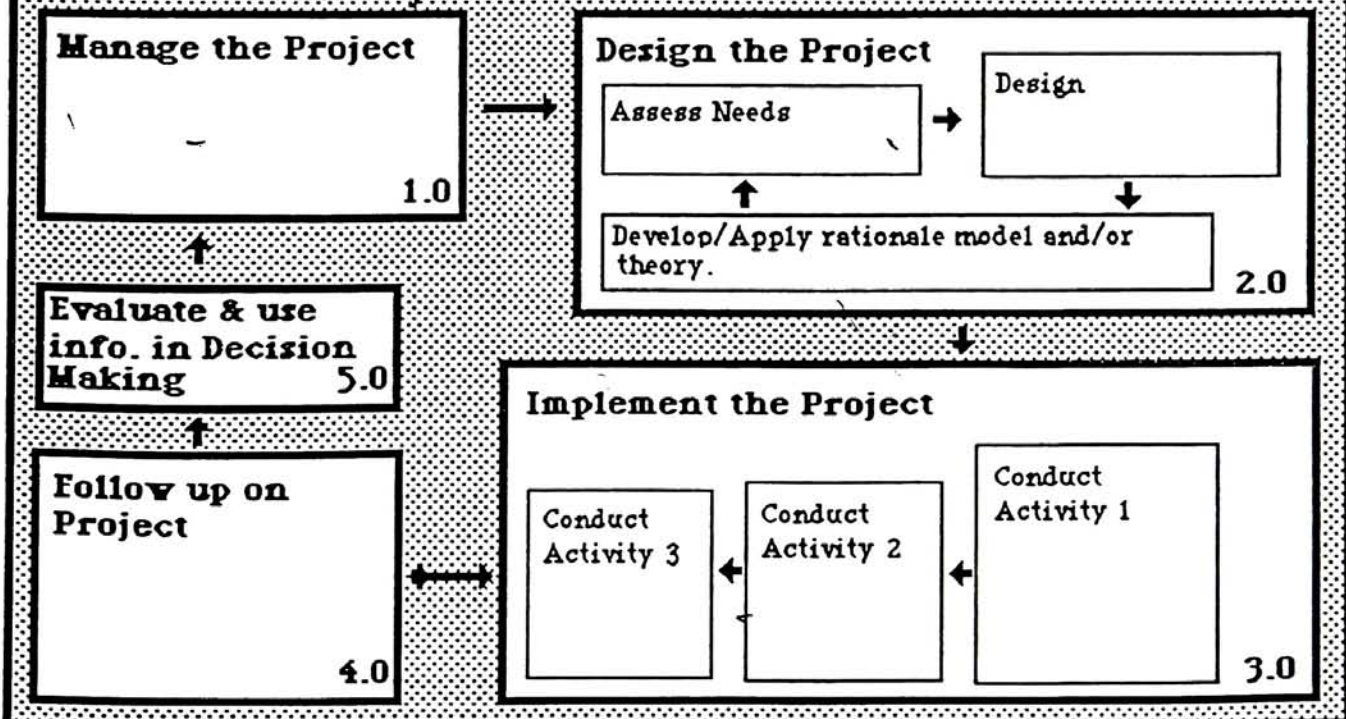 Manage the Project
1.0
Design the Project
Assess Needs
Design
Develop/Apply rationale model and/or
theory.
2.0
Evaluate & use
info. in Decision
Making 5.0
Implement the Project
Conduct
Activity 3
Conduct
Activity 2
Conduct
Activity 1
3.0
Follow up on
Project
4.0